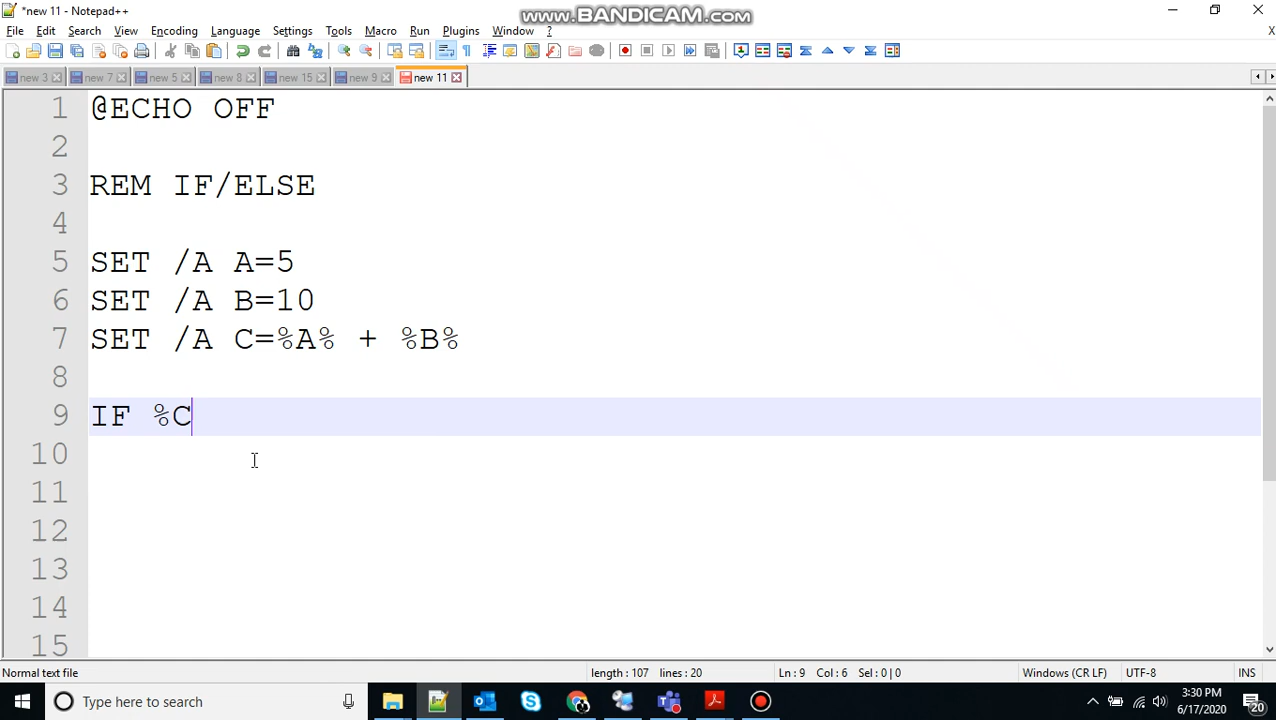 *new 11 - Notepad++
www.BANDICAM.com
File Edit Search View Encoding Language Settings Tools Macro Run Plugins Window ?
X
new 3 new 7 new 5 new 8 new 15 new 9 new 11
1 @ECHO OFF
2
3 REM IF/ELSE
4
5 SET /A A=5
6 SET /A B=10
7 SET /A C=%A% + %B%
8
9 IF %C
10
11
12
13
14
15
Normal text file length : 107 lines : 20 Ln : 9 Col : 6 Sel : 0 | 0 Windows (CR LF) UTF-8 INS
Type here to search
3:30 PM
6/17/2020
20